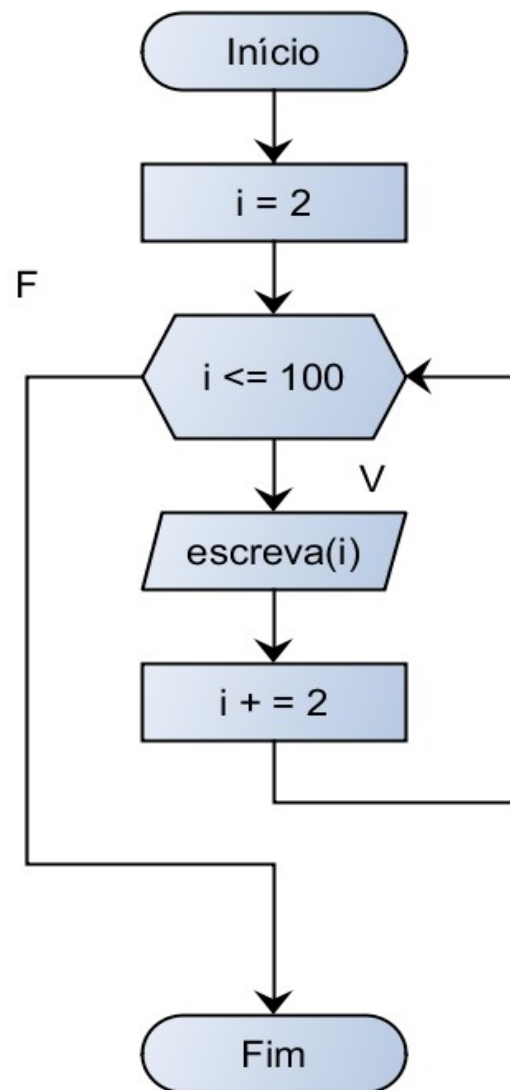 Início
i = 2
F
i <= 100
V
escreva(i)
i + = 2
Fim